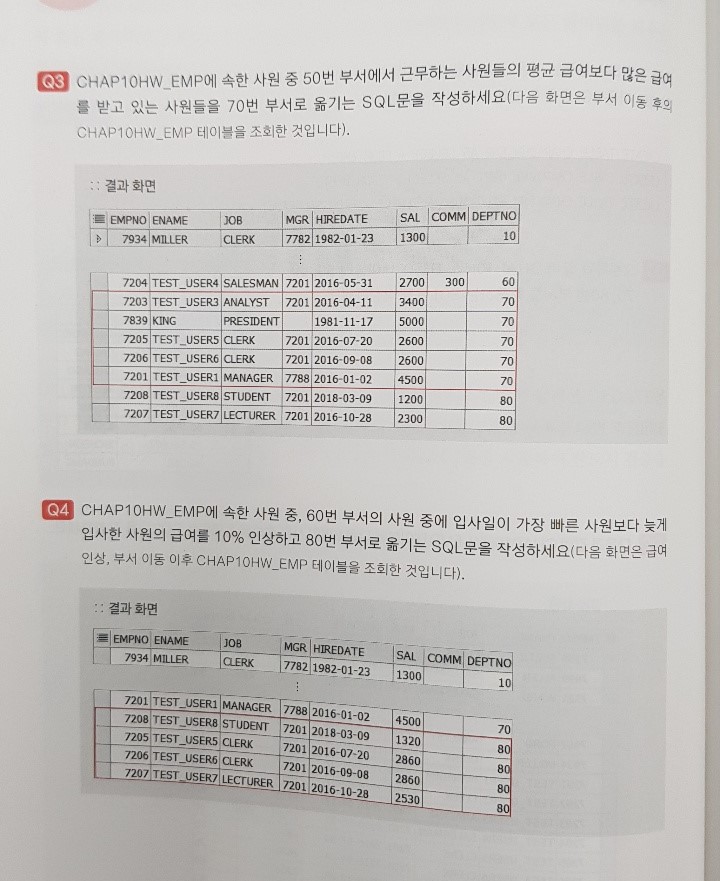 Q3 CHAP10HW_EMP에 속한 사원 중 50번 부서에서 근무하는 사원들의 평균 급여보다 많은 급여
를 받고 있는 사원들을 70번 부서로 옮기는 SQL문을 작성하세요(다음 화면은 부서 이동 후의
CHAP10HW_EMP 테이블을 조회한 것입니다).
:: 결과 화면
EMPNO ENAME JOB MGR HIREDATE SAL COMM DEPTNO
7934 MILLER CLERK 7782 1982-01-23 1300 10
⋮
7204 TEST_USER4 SALESMAN 7201 2016-05-31 2700 300 60
7203 TEST_USER3 ANALYST 7201 2016-04-11 3400 70
7839 KING PRESIDENT 1981-11-17 5000 70
7205 TEST_USER5 CLERK 7201 2016-07-20 2600 70
7206 TEST_USER6 CLERK 7201 2016-09-08 2600 70
7201 TEST_USER1 MANAGER 7788 2016-01-02 4500 70
7208 TEST_USER8 STUDENT 7201 2018-03-09 1200 80
7207 TEST_USER7 LECTURER 7201 2016-10-28 2300 80
Q4 CHAP10HW_EMP에 속한 사원 중, 60번 부서의 사원 중에 입사일이 가장 빠른 사원보다 늦게
입사한 사원의 급여를 10% 인상하고 80번 부서로 옮기는 SQL문을 작성하세요(다음 화면은 급여
인상, 부서 이동 이후 CHAP10HW_EMP 테이블을 조회한 것입니다).
:: 결과 화면
EMPNO ENAME JOB MGR HIREDATE SAL COMM DEPTNO
7934 MILLER CLERK 7782 1982-01-23 1300 10
⋮
7201 TEST_USER1 MANAGER 7788 2016-01-02 4500 70
7208 TEST_USER8 STUDENT 7201 2018-03-09 1320 80
7205 TEST_USER5 CLERK 7201 2016-07-20 2860 80
7206 TEST_USER6 CLERK 7201 2016-09-08 2860 80
7207 TEST_USER7 LECTURER 7201 2016-10-28 2530 80